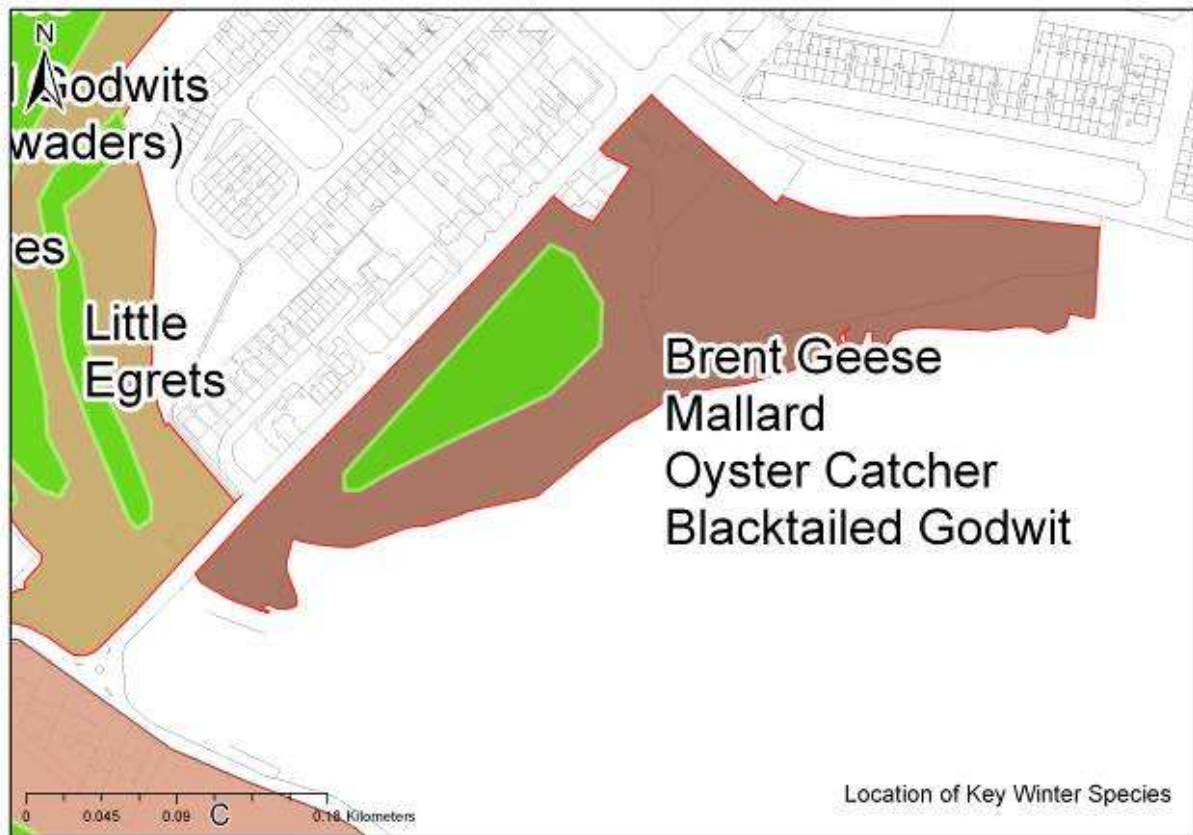 N
Godwits
waders)
es
Little
Egrets
Brent Geese
Mallard
Oyster Catcher
Blacktailed Godwit
Location of Key Winter Species
0 0.045 0.09 0.18 Kilometers
C